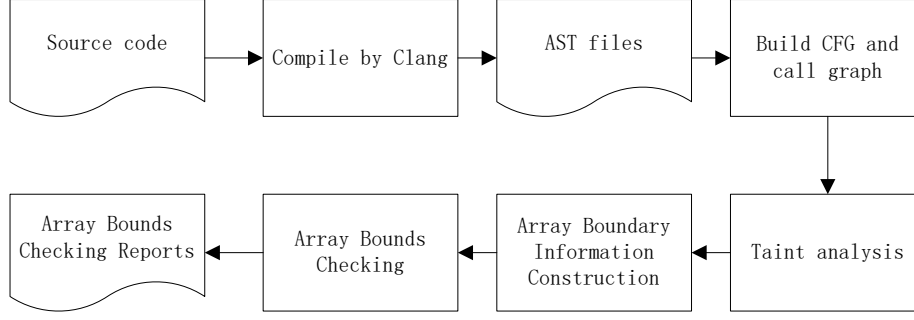 Source code
Compile by Clang
AST files
Build CFG and
call graph
Taint analysis
Array Boundary
Information
Construction
Array Bounds
Checking
Array Bounds
Checking Reports